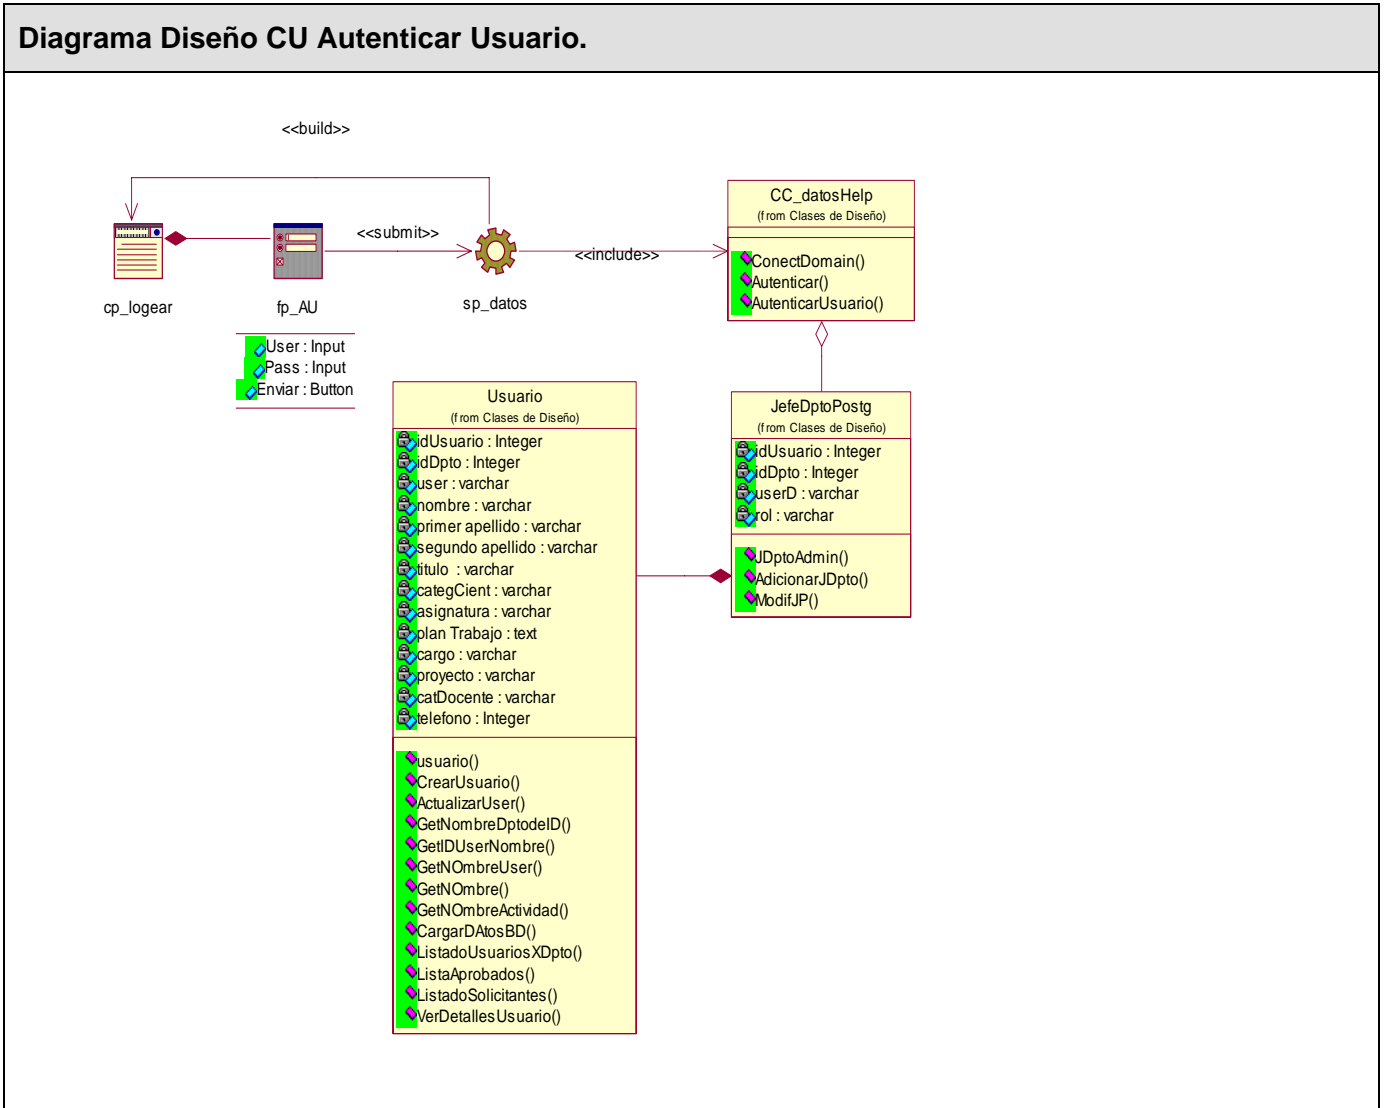 Diagrama Diseño CU Autenticar Usuario.
<<build>>
<<submit>>
<<include>>
cp_logear
fp_AU
User : Input
Pass : Input
Enviar : Button
sp_datos
CC_datosHelp
(from Clases de Diseño)
ConectDomain()
Autenticar()
AutenticarUsuario()
Usuario
(from Clases de Diseño)
idUsuario : Integer
idDpto : Integer
user : varchar
nombre : varchar
primer apellido : varchar
segundo apellido : varchar
titulo : varchar
categCient : varchar
asignatura : varchar
plan Trabajo : text
cargo : varchar
proyecto : varchar
catDocente : varchar
telefono : Integer
usuario()
CrearUsuario()
ActualizarUser()
GetNombreDptodeID()
GetIDUserNombre()
GetNOmbreUser()
GetNOmbre()
GetNOmbreActividad()
CargarDAtosBD()
ListadoUsuariosXDpto()
ListaAprobados()
ListadoSolicitantes()
VerDetallesUsuario()
JefeDptoPostg
(from Clases de Diseño)
idUsuario : Integer
idDpto : Integer
userD : varchar
rol : varchar
JDptoAdmin()
AdicionarJDpto()
ModifJP()